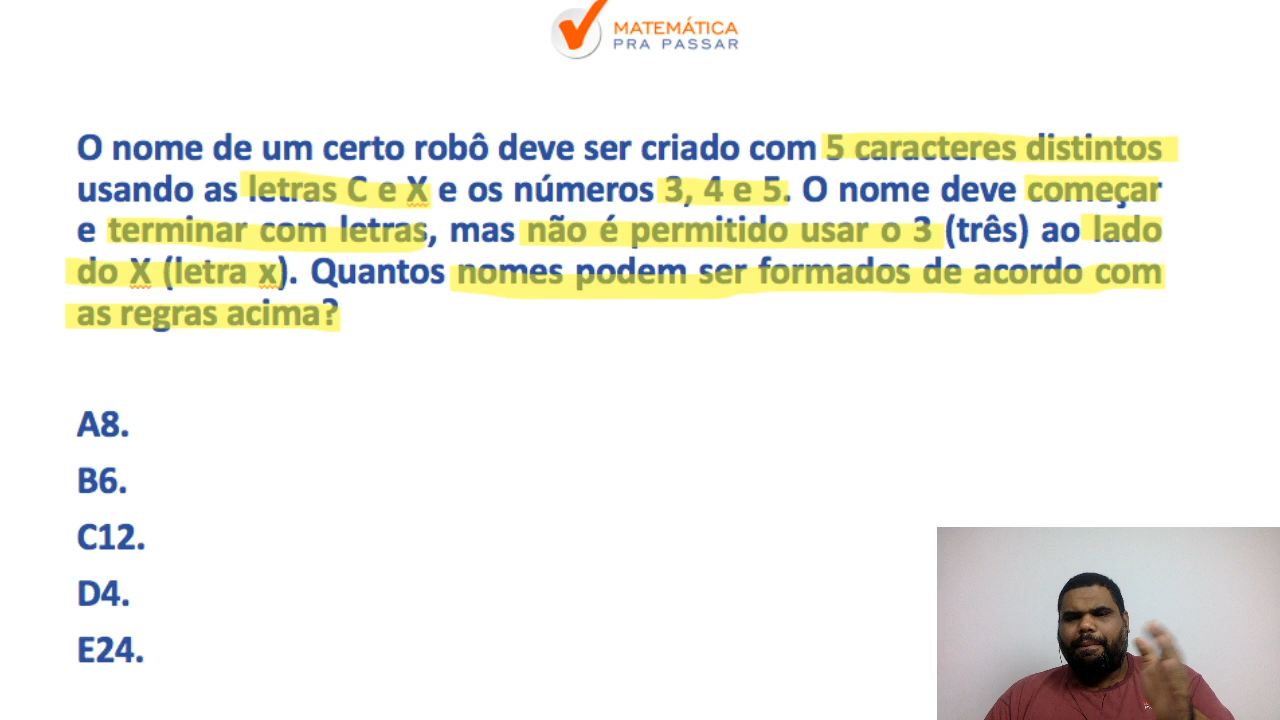 MATEMÁTICA
PRA PASSAR
O nome de um certo robô deve ser criado com 5 caracteres distintos
usando as letras C e X e os números 3, 4 e 5. O nome deve começar
e terminar com letras, mas não é permitido usar o 3 (três) ao lado
do X (letra x). Quantos nomes podem ser formados de acordo com
as regras acima?
A8.
B6.
C12.
D4.
E24.